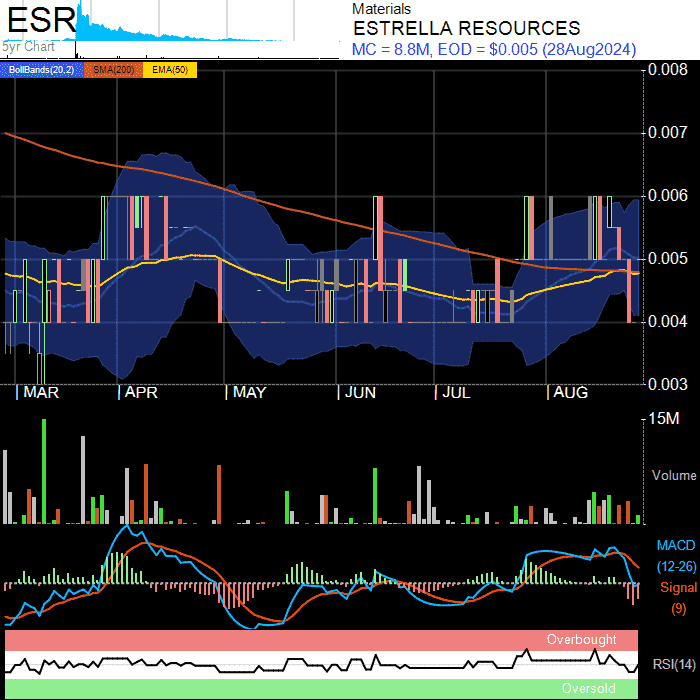 ESR
5yr Chart
Materials
ESTRELLA RESOURCES
MC = 8.8M, EOD = $0.005 (28Aug2024)
BollBands(20,2) SMA(200) EMA(50)
0.008
0.007
0.006
0.005
0.004
0.003
MAR APR MAY JUN JUL AUG
15M
Volume
MACD
(12-26)
Signal
(9)
Overbought
RSI(14)
Oversold